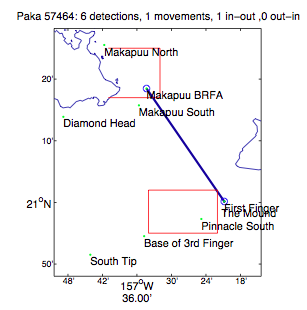 Paka 57464: 6 detections, 1 movements, 1 in−out ,0 out−in
Makapuu North
20'
Makapuu BRFA
Makapuu South
Diamond Head
10'
21°N
First Finger
The Mound
Pinnacle South
Base of 3rd Finger
South Tip
50'
48' 42' 157°W 30' 24' 18'
36.00'